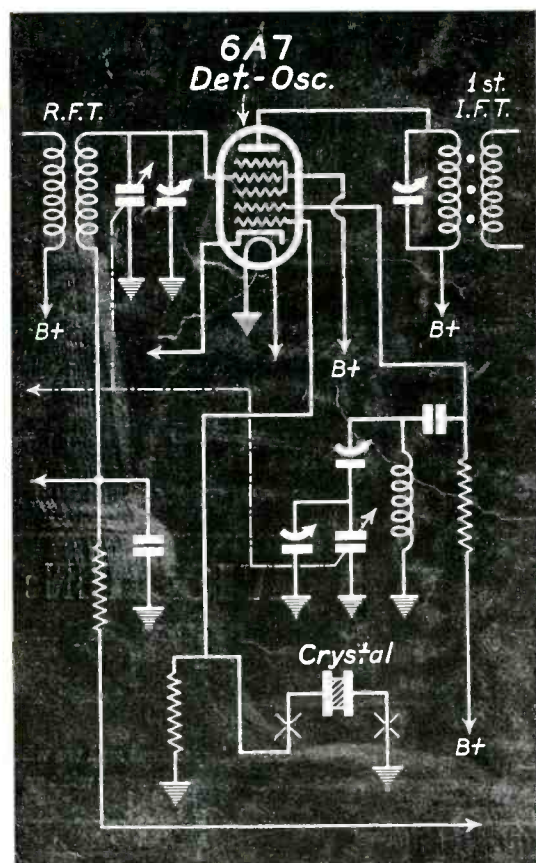 6A7
Det.-Osc.
R.F.T.
1st.
I.F.T.
B+
B+
B+
Crystal
B+